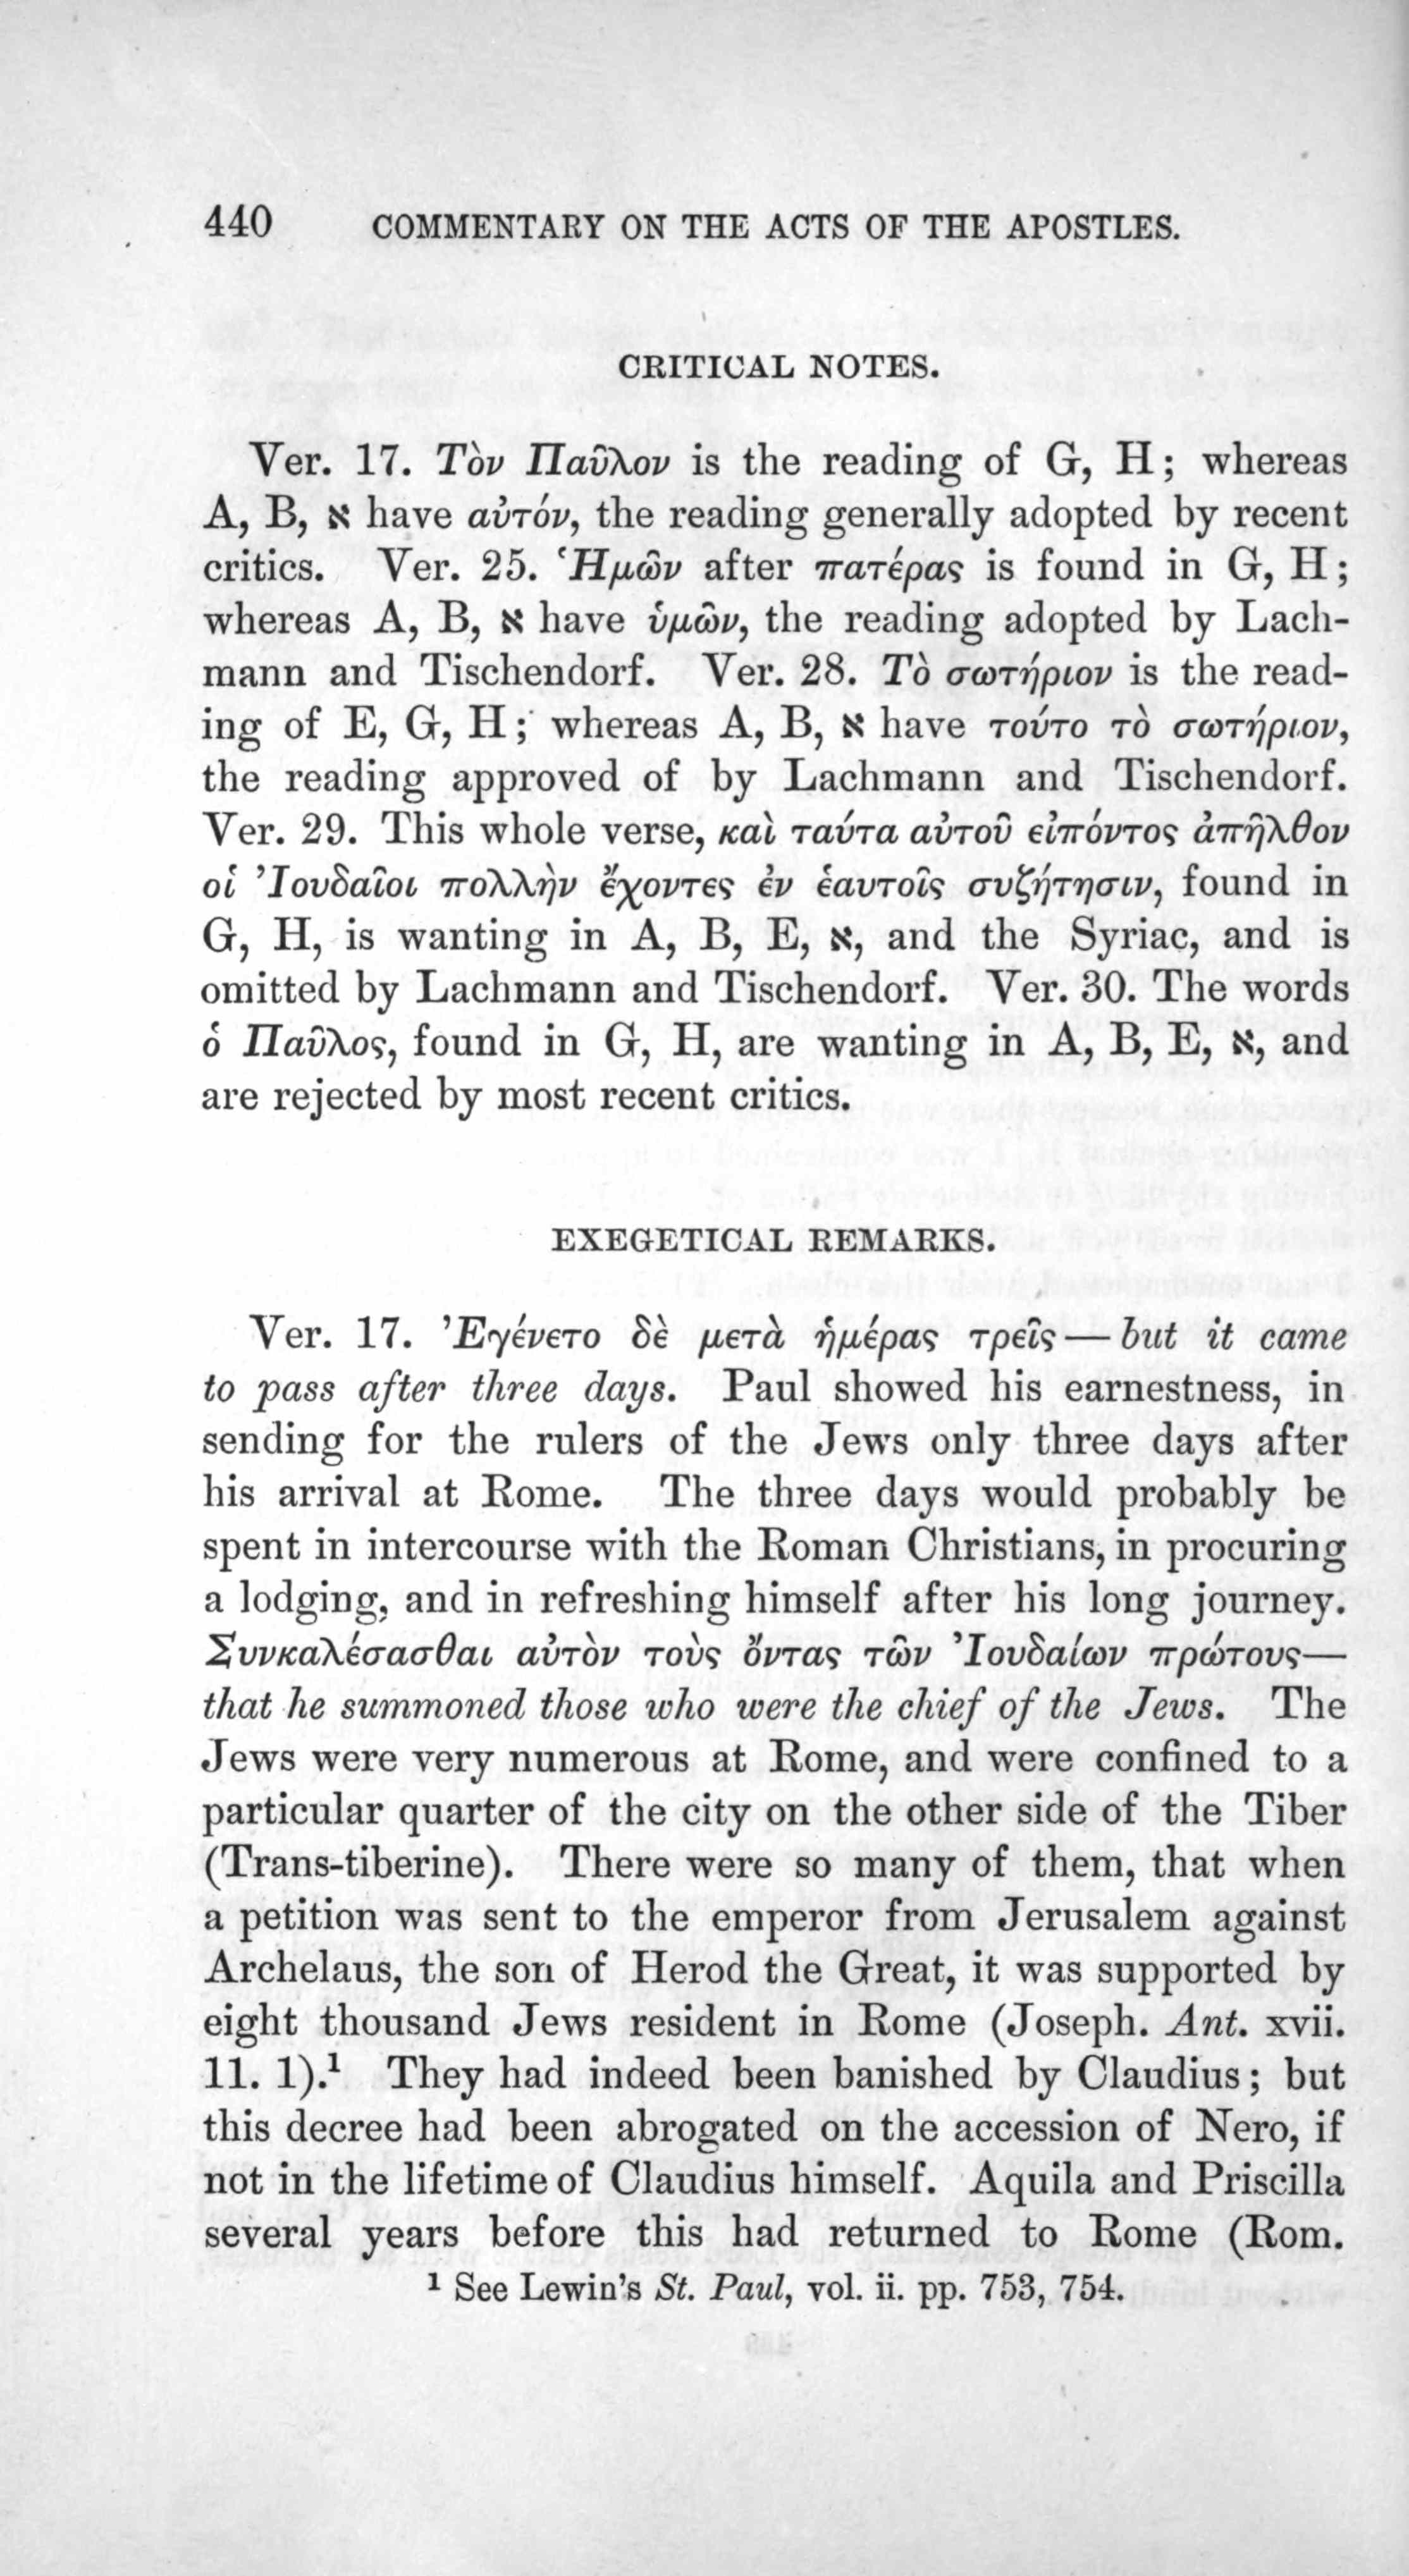 440 COMMENTARY ON THE ACTS OF THE APOSTLES.
CRITICAL NOTES.
Ver. 17. Τὸν Παῦλον is the reading of G, H; whereas
A, B, א have αὐτόν, the reading generally adopted by recent
critics. Ver. 25. Ἡμῶν after πατέρας is found in G, H;
whereas A, B, א have ὑμῶν, the reading adopted by Lach-
mann and Tischendorf. Ver. 28. Τὸ σωτήριον is the read-
ing of E, G, H; whereas A, B, א have τούτο τὸ σωτήριον,
the reading approved of by Lachmann and Tischendorf.
Ver. 29. This whole verse, καὶ ταύτα αὐτοῦ εἰπόντος ἀπῆλθον
οἱ Ἰουδαῖοι πολλὴν ἔχοντες ἐν ἑαυτοῖς συζήτησιν, found in
G, H, is wanting in A, B, E, א, and the Syriac, and is
omitted by Lachmann and Tischendorf. Ver. 30. The words
ὁ Παῦλος, found in G, H, are wanting in A, B, E, א, and
are rejected by most recent critics.
EXEGETICAL REMARKS.
Ver. 17. Ἐγένετο δὲ μετὰ ἡμέρας τρεῖς — but it came
to pass after three days. Paul showed his earnestness, in
sending for the rulers of the Jews only three days after
his arrival at Rome. The three days would probably be
spent in intercourse with the Roman Christians, in procuring
a lodging, and in refreshing himself after his long journey.
Συνκαλέσασθαι αὐτὸν τοὺς ὄντας τῶν Ἰουδαίων πρώτους—
that he summoned those who were the chief of the Jews. The
Jews were very numerous at Rome, and were confined to a
particular quarter of the city on the other side of the Tiber
(Trans-tiberine). There were so many of them, that when
a petition was sent to the emperor from Jerusalem against
Archelaus, the son of Herod the Great, it was supported by
eight thousand Jews resident in Rome (Joseph. Ant. xvii.
11. 1).¹ They had indeed been banished by Claudius; but
this decree had been abrogated on the accession of Nero, if
not in the lifetime of Claudius himself. Aquila and Priscilla
several years before this had returned to Rome (Rom.
¹ See Lewin's St. Paul, vol. ii. pp. 753, 754.